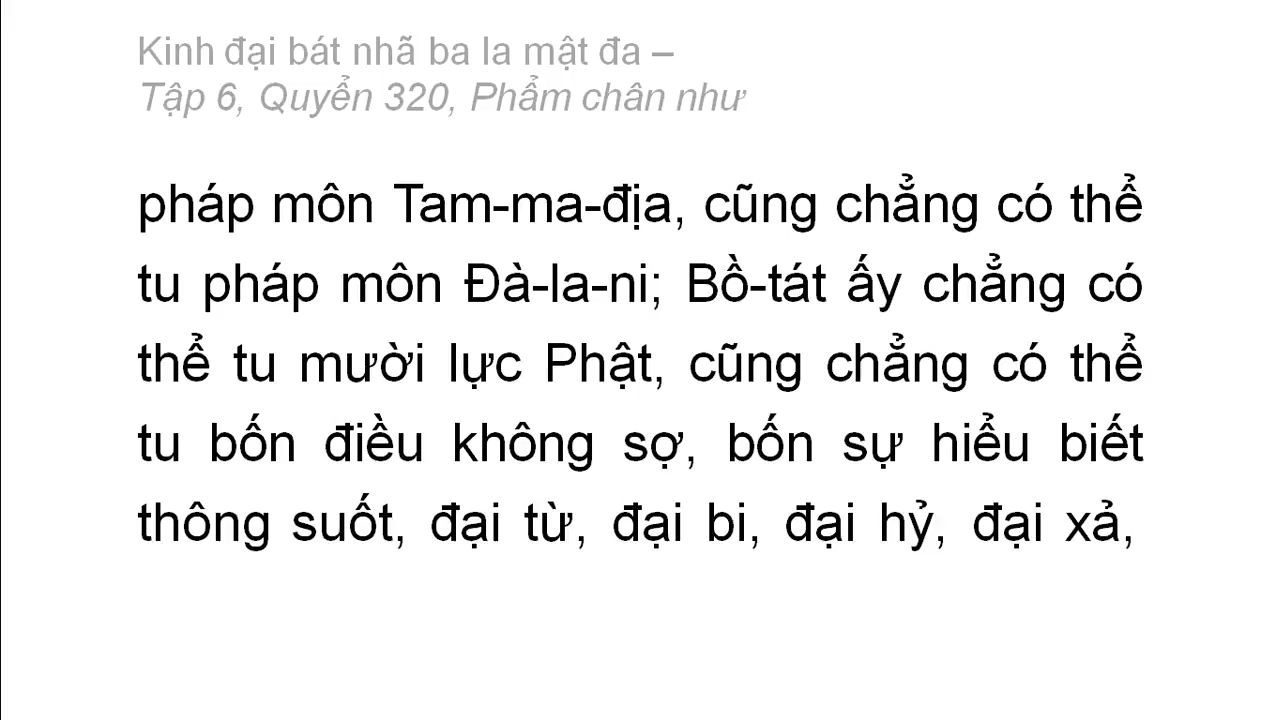 Kinh đại bát nhã ba la mật đa –
Tập 6, Quyển 320, Phẩm chân như
pháp môn Tam-ma-địa, cũng chẳng có thể
tu pháp môn Đà-la-ni; Bồ-tát ấy chẳng có
thể tu mười lực Phật, cũng chẳng có thể
tu bốn điều không sợ, bốn sự hiểu biết
thông suốt, đại từ, đại bi, đại hỷ, đại xả,